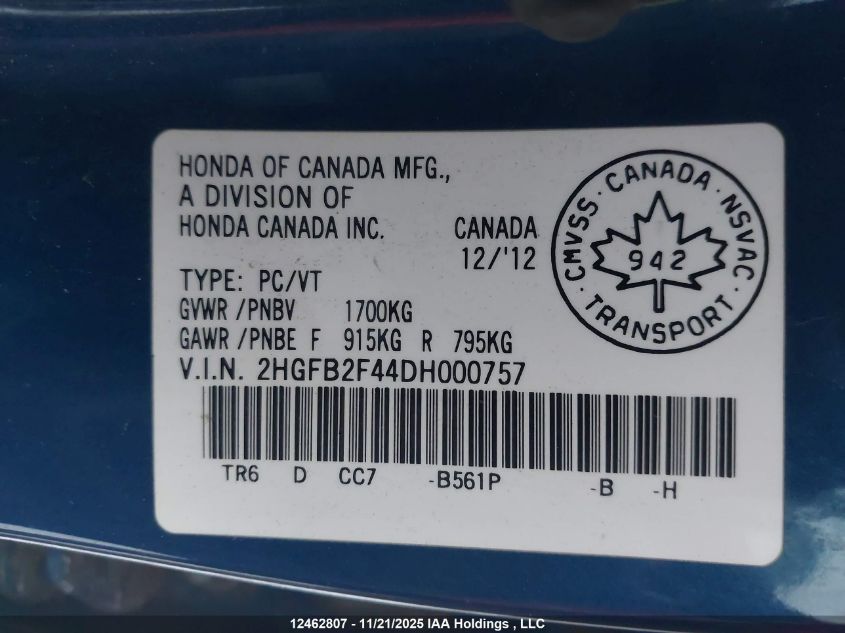 HONDA OF CANADA MFG.,
A DIVISION OF
HONDA CANADA INC.
CANADA
12/'12
TYPE: PC/VT
GVWR /PNBV 1700KG
GAWR /PNBE F 915KG R 795KG
V.I.N. 2HGFB2F44DH000757
TR6 D CC7 -B561P -B -H
CMVSS · CANADA · NSVAC · TRANSPORT ·
942
12462807 - 11/21/2025 IAA Holdings , LLC